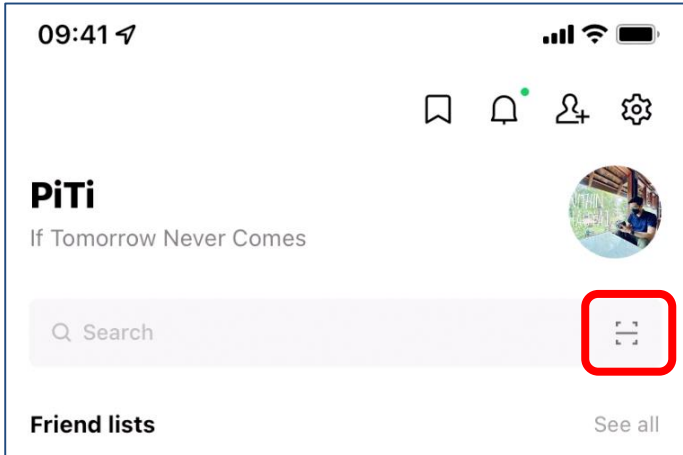 09:41
PiTi
If Tomorrow Never Comes
Search
Friend lists
See all